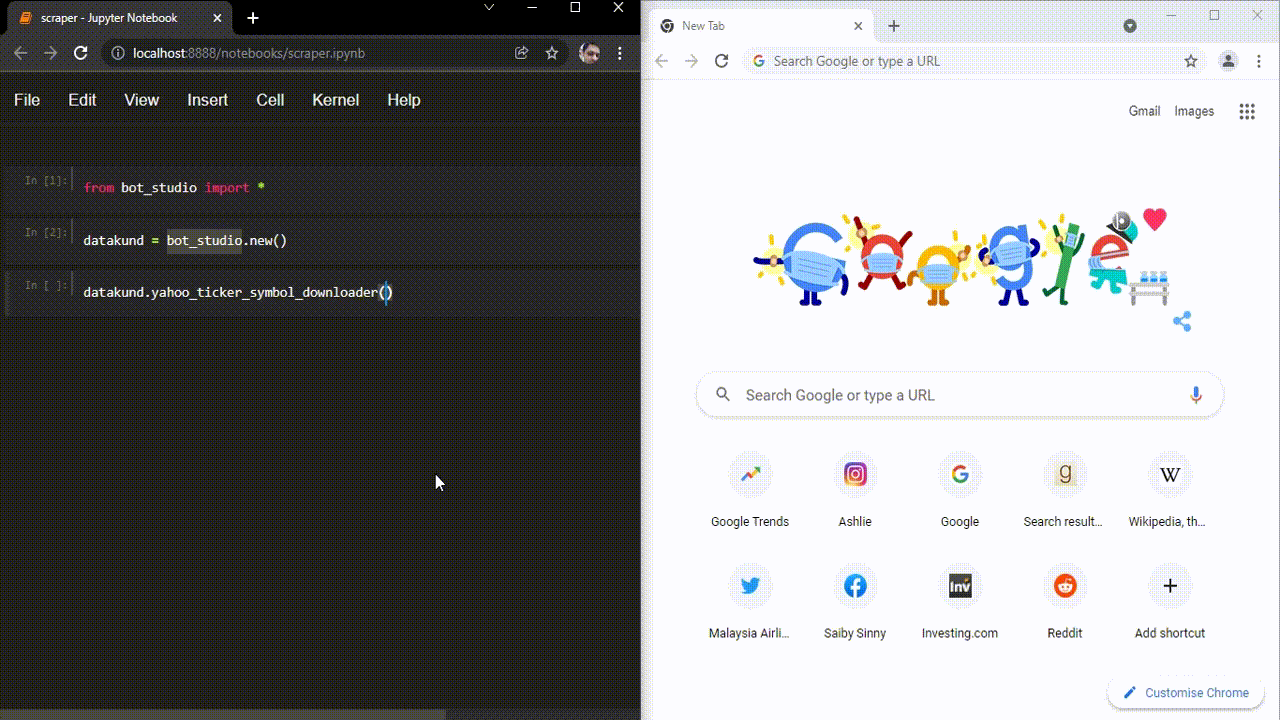 scraper - Jupyter Notebook
localhost:8888/notebooks/scraper.ipynb
File Edit View Insert Cell Kernel Help
In [1]: from bot_studio import *
In [2]: datakund = bot_studio.new()
In [ ]: datakund.yahoo_ticker_symbol_downloader()
New Tab
Search Google or type a URL
Gmail Images
Google
Search Google or type a URL
Google Trends Ashlie Google Search result... Wikipedia, th...
g W
Inv
Malaysia Airli... Saiby Sinny Investing.com Reddit Add shortcut
Customise Chrome